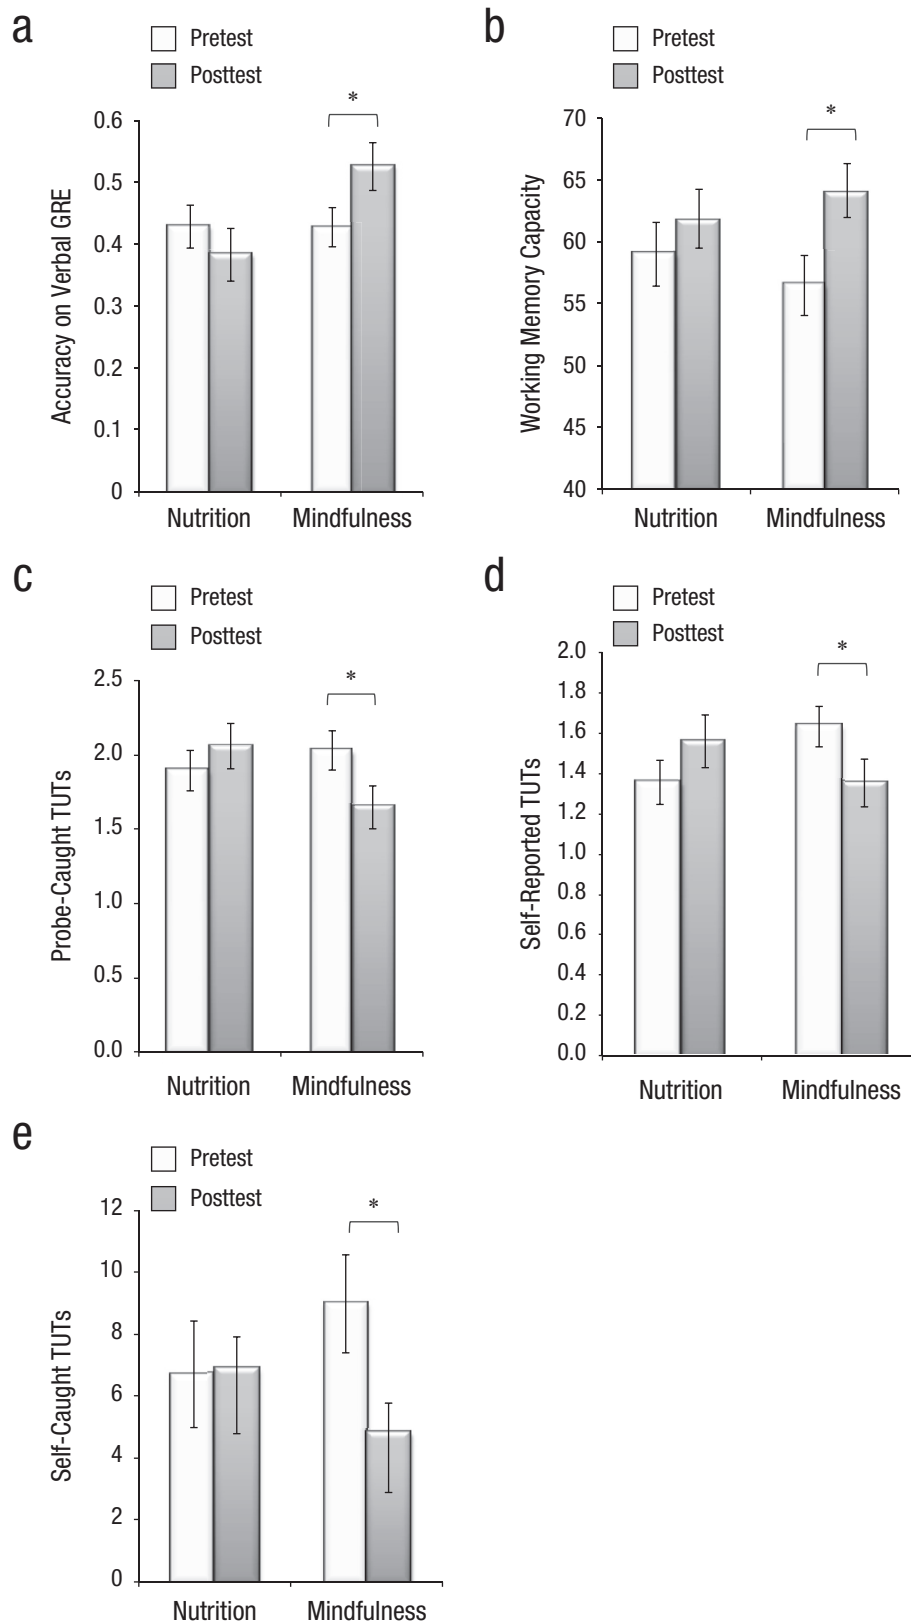 a
Pretest
Posttest
Accuracy on Verbal GRE
0.6
0.5
0.4
0.3
0.2
0.1
0
*
Nutrition
Mindfulness
b
Pretest
Posttest
Working Memory Capacity
70
65
60
55
50
45
40
*
Nutrition
Mindfulness
c
Pretest
Posttest
Probe-Caught TUTs
2.5
2.0
1.5
1.0
0.5
0.0
*
Nutrition
Mindfulness
d
Pretest
Posttest
Self-Reported TUTs
2.0
1.8
1.6
1.4
1.2
1.0
0.8
0.6
0.4
0.2
0.0
*
Nutrition
Mindfulness
e
Pretest
Posttest
Self-Caught TUTs
12
10
8
6
4
2
0
*
Nutrition
Mindfulness